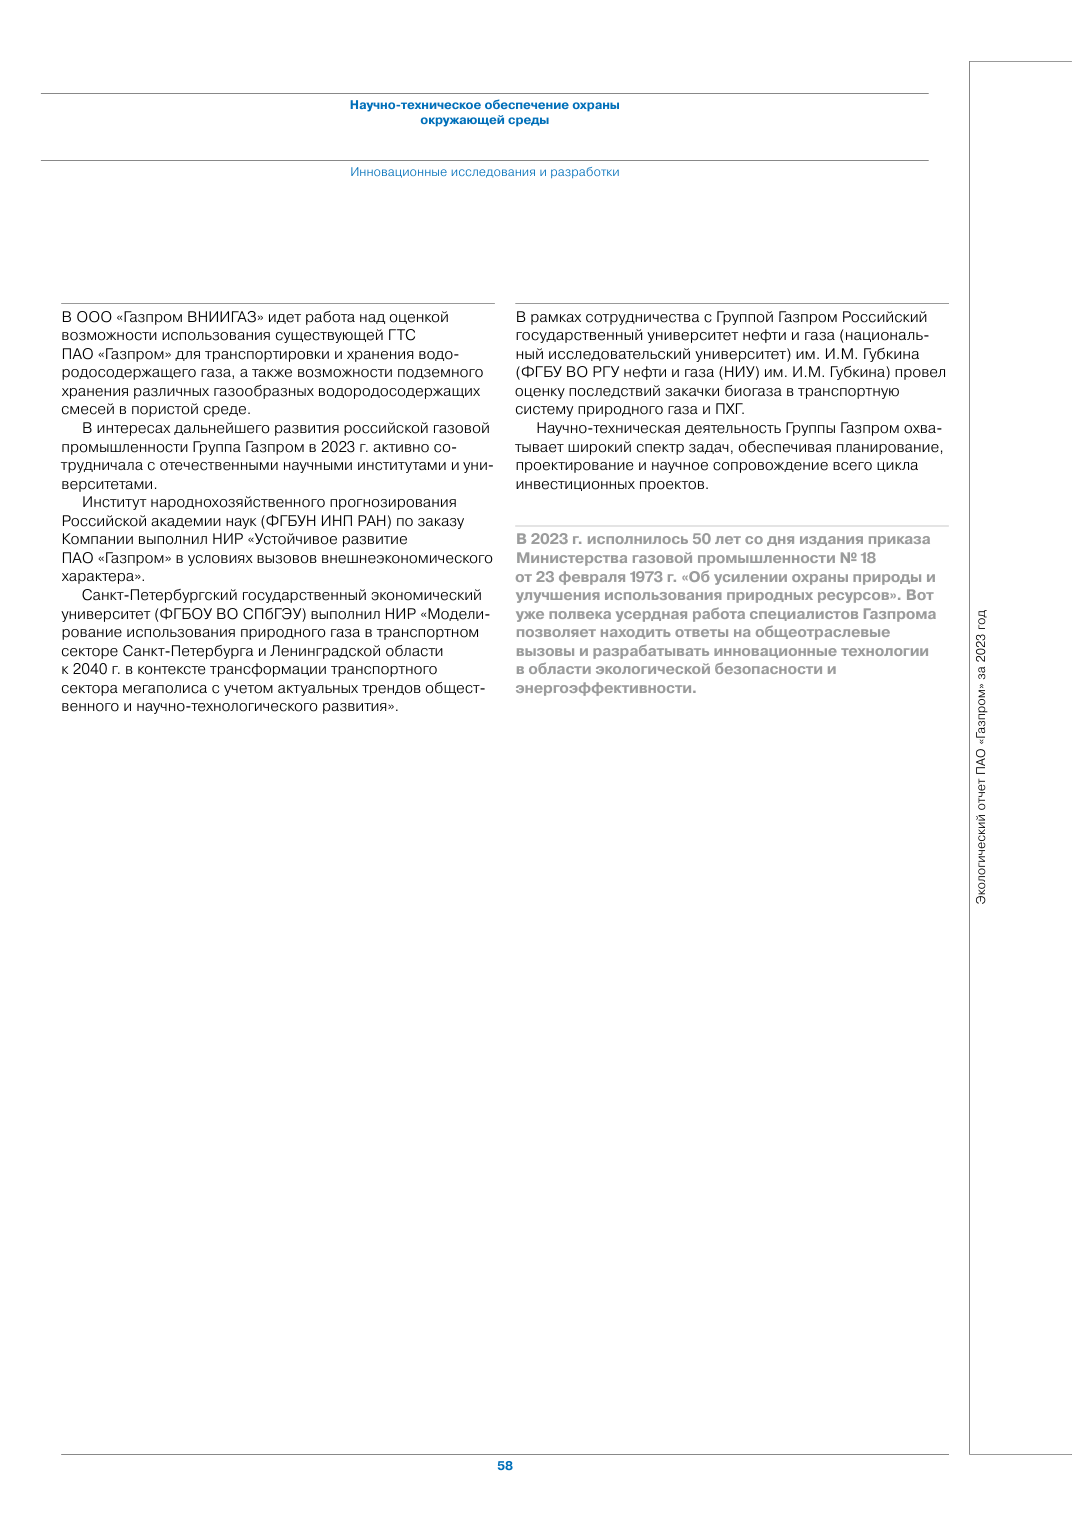 Научно-техническое обеспечение охраны
окружающей среды
Инновационные исследования и разработки
В ООО «Газпром ВНИИГАЗ» идет работа над оценкой
возможности использования существующей ГТС
ПАО «Газпром» для транспортировки и хранения водо-
родосодержащего газа, а также возможности подземного
хранения различных газообразных водородосодержащих
смесей в пористой среде.
В интересах дальнейшего развития российской газовой
промышленности Группа Газпром в 2023 г. активно со-
трудничала с отечественными научными институтами и уни-
верситетами.
Институт народнохозяйственного прогнозирования
Российской академии наук (ФГБУН ИНП РАН) по заказу
Компании выполнил НИР «Устойчивое развитие
ПАО «Газпром» в условиях вызовов внешнеэкономического
характера».
Санкт-Петербургский государственный экономический
университет (ФГБОУ ВО СПбГЭУ) выполнил НИР «Модели-
рование использования природного газа в транспортном
секторе Санкт-Петербурга и Ленинградской области
к 2040 г. в контексте трансформации транспортного
сектора мегаполиса с учетом актуальных трендов общест-
венного и научно-технологического развития».
В рамках сотрудничества с Группой Газпром Российский
государственный университет нефти и газа (националь-
ный исследовательский университет) им. И.М. Губкина
(ФГБУ ВО РГУ нефти и газа (НИУ) им. И.М. Губкина) провел
оценку последствий закачки биогаза в транспортную
систему природного газа и ПХГ.
Научно-техническая деятельность Группы Газпром охва-
тывает широкий спектр задач, обеспечивая планирование,
проектирование и научное сопровождение всего цикла
инвестиционных проектов.
В 2023 г. исполнилось 50 лет со дня издания приказа
Министерства газовой промышленности № 18
от 23 февраля 1973 г. «Об усилении охраны природы и
улучшения использования природных ресурсов». Вот
уже полвека усердная работа специалистов Газпрома
позволяет находить ответы на общеотраслевые
вызовы и разрабатывать инновационные технологии
в области экологической безопасности и
энергоэффективности.
Экологический отчет ПАО «Газпром» за 2023 год
58